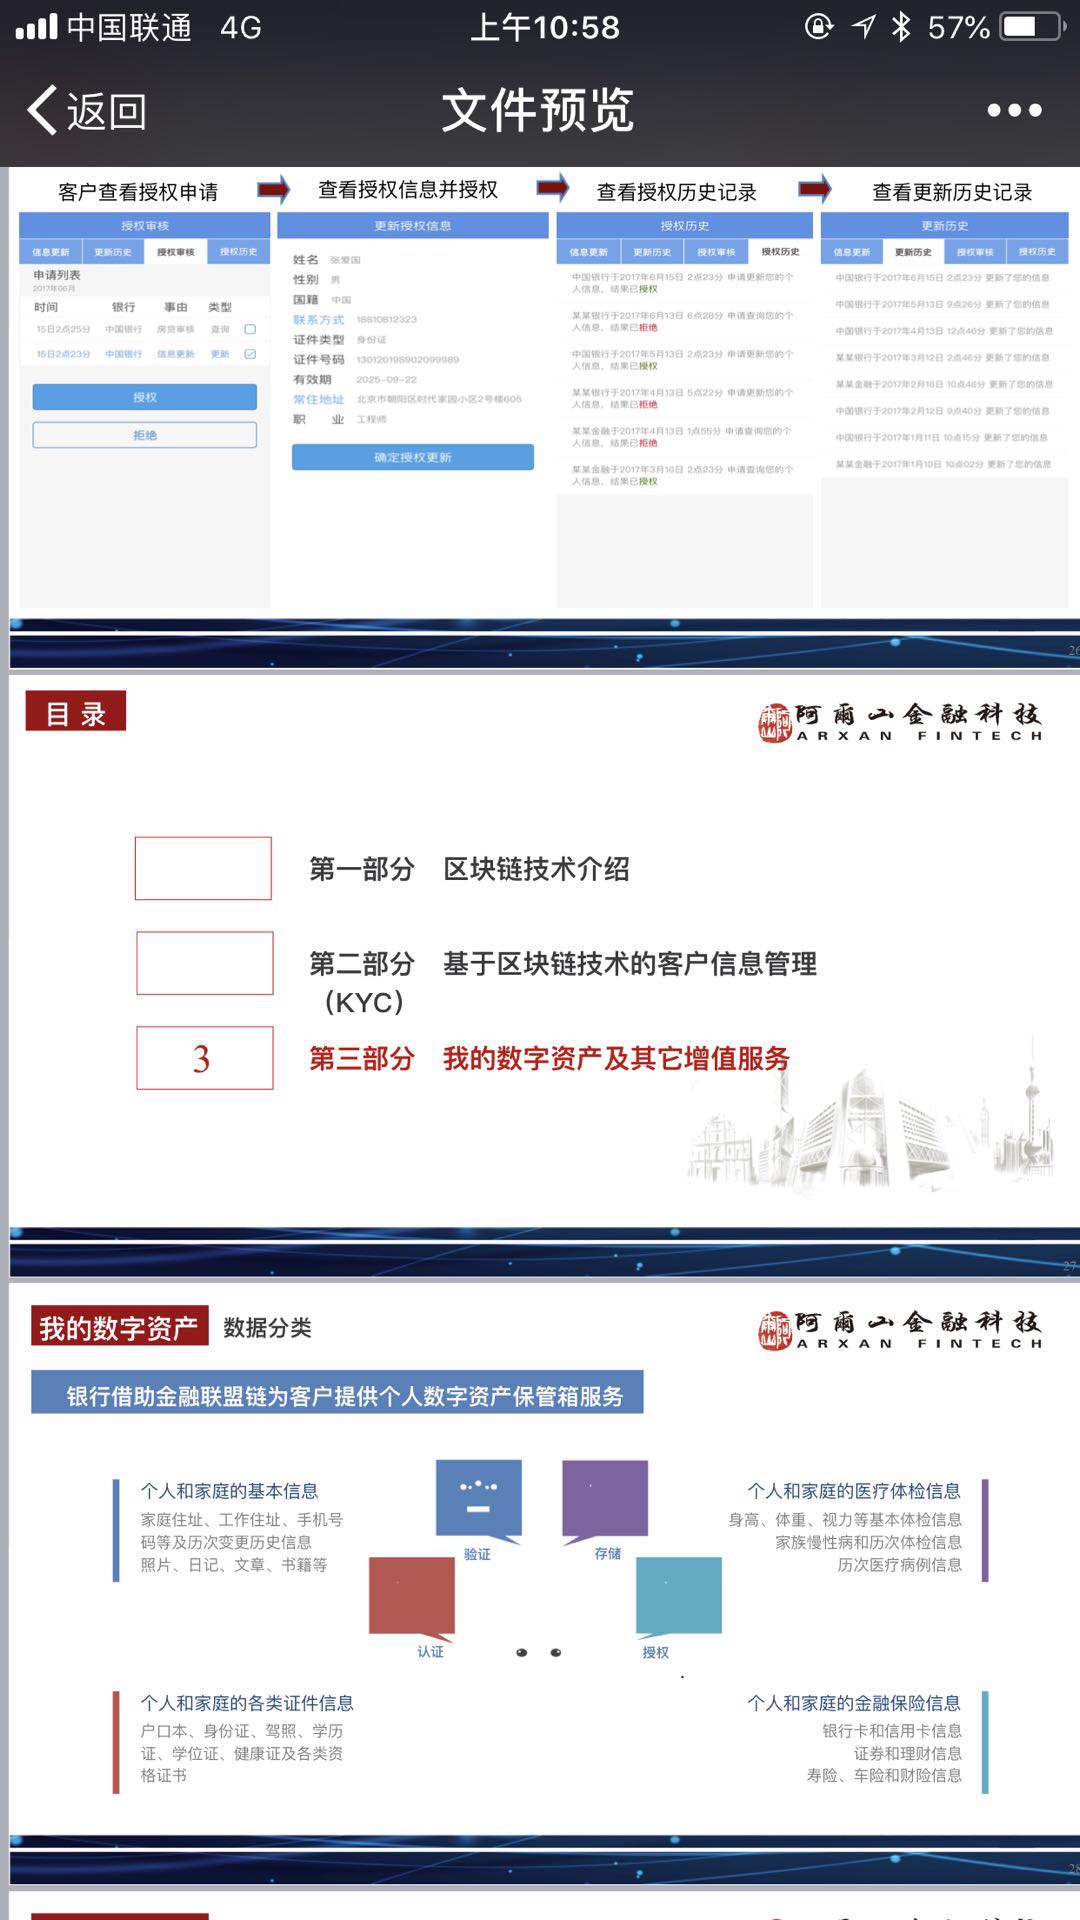 中国联通 4G 上午10:58 57%
返回 文件预览
客户查看授权申请 查看授权信息并授权 查看授权历史记录 查看更新历史记录
授权审核
信息更新 更新历史 授权审核 授权历史
申请列表
2017年06月
时间 银行 事由 类型
15日2点25分 中国银行 房贷审核 查询
15日2点23分 中国银行 信息更新 更新
授权
拒绝
更新授权信息
姓名 张爱国
性别 男
国籍 中国
联系方式 18810812323
证件类型 身份证
证件号码 130120198902099989
有效期 2025-09-22
常住地址 北京市朝阳区时代家园小区2号楼605
职 业 工程师
确定授权更新
授权历史
信息更新 更新历史 授权审核 授权历史
中国银行于2017年6月15日 2点23分 申请更新您的个
人信息，结果已授权
某某银行于2017年6月13日 6点28分 申请查询您的个
人信息，结果已拒绝
中国银行于2017年5月13日 2点23分 申请更新您的个
人信息，结果已授权
某某银行于2017年4月13日 5点22分 申请更新您的个
人信息，结果已拒绝
某某金融于2017年4月13日 1点55分 申请查询您的个
人信息，结果已拒绝
某某金融于2017年3月16日 2点23分 申请查询您的个
人信息，结果已授权
更新历史
信息更新 更新历史 授权审核 授权历史
中国银行于2017年6月15日 2点23分 更新了您的信息
中国银行于2017年5月13日 9点26分 更新了您的信息
中国银行于2017年4月13日 12点40分 更新了您的信息
某某银行于2017年3月12日 2点46分 更新了您的信息
某某金融于2017年2月16日 10点46分 更新了您的信息
中国银行于2017年2月12日 9点40分 更新了您的信息
中国银行于2017年1月11日 10点15分 更新了您的信息
某某金融于2017年1月10日 10点02分 更新了您的信息
26
目录
阿爾山金融科技
ARXAN FINTECH
第一部分 区块链技术介绍
第二部分 基于区块链技术的客户信息管理
（KYC）
3 第三部分 我的数字资产及其它增值服务
27
我的数字资产 数据分类
阿爾山金融科技
ARXAN FINTECH
银行借助金融联盟链为客户提供个人数字资产保管箱服务
个人和家庭的基本信息
家庭住址、工作住址、手机号
码等及历次变更历史信息
照片、日记、文章、书籍等
验证
存储
认证
授权
个人和家庭的医疗体检信息
身高、体重、视力等基本体检信息
家族慢性病和历次体检信息
历次医疗病例信息
个人和家庭的各类证件信息
户口本、身份证、驾照、学历
证、学位证、健康证及各类资
格证书
个人和家庭的金融保险信息
银行卡和信用卡信息
证券和理财信息
寿险、车险和财险信息
28